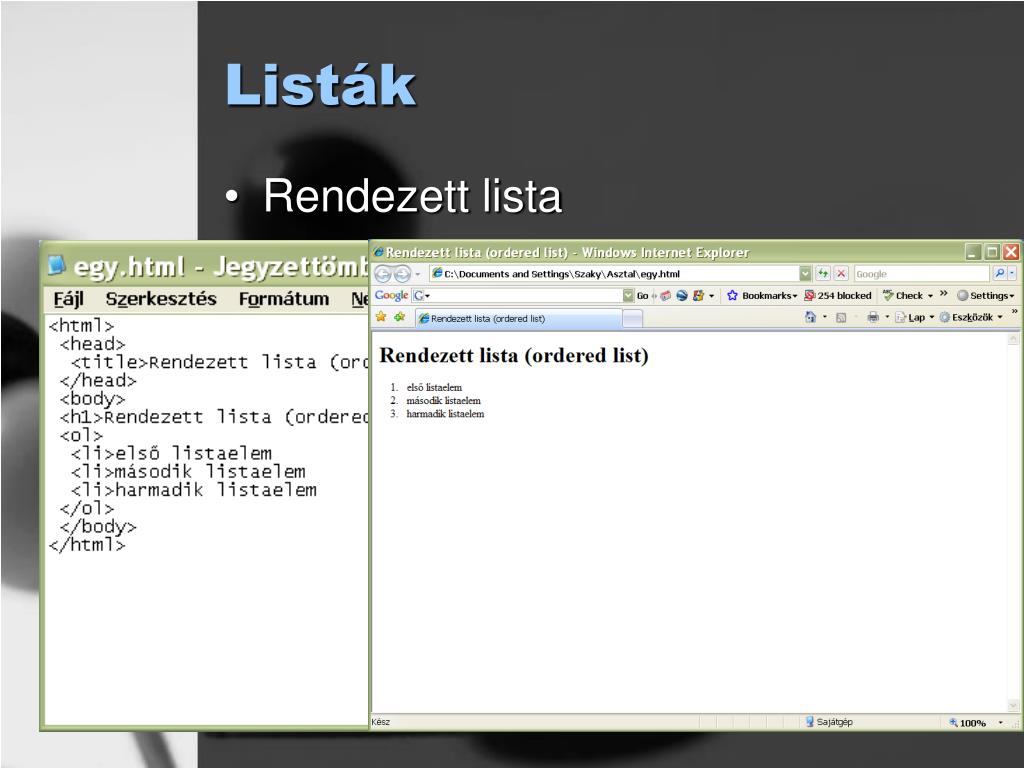 Listák
• Rendezett lista
egy.html - Jegyzettömb
Fájl Szerkesztés Formátum
<html>
<head>
<title>Rendezett lista (ord
</head>
<body>
<h1>Rendezett lista (ordered
<ol>
<li>első listaelem
<li>második listaelem
<li>harmadik listaelem
</ol>
</body>
</html>
Rendezett lista (ordered list) - Windows Internet Explorer
C:\Documents and Settings\Szaky\Asztal\egy.html
Google
Google G Go Bookmarks 254 blocked Check » Settings
Rendezett lista (ordered list) Lap Eszközök »
Rendezett lista (ordered list)
1. első listaelem
2. második listaelem
3. harmadik listaelem
Kész Sajátgép 100%